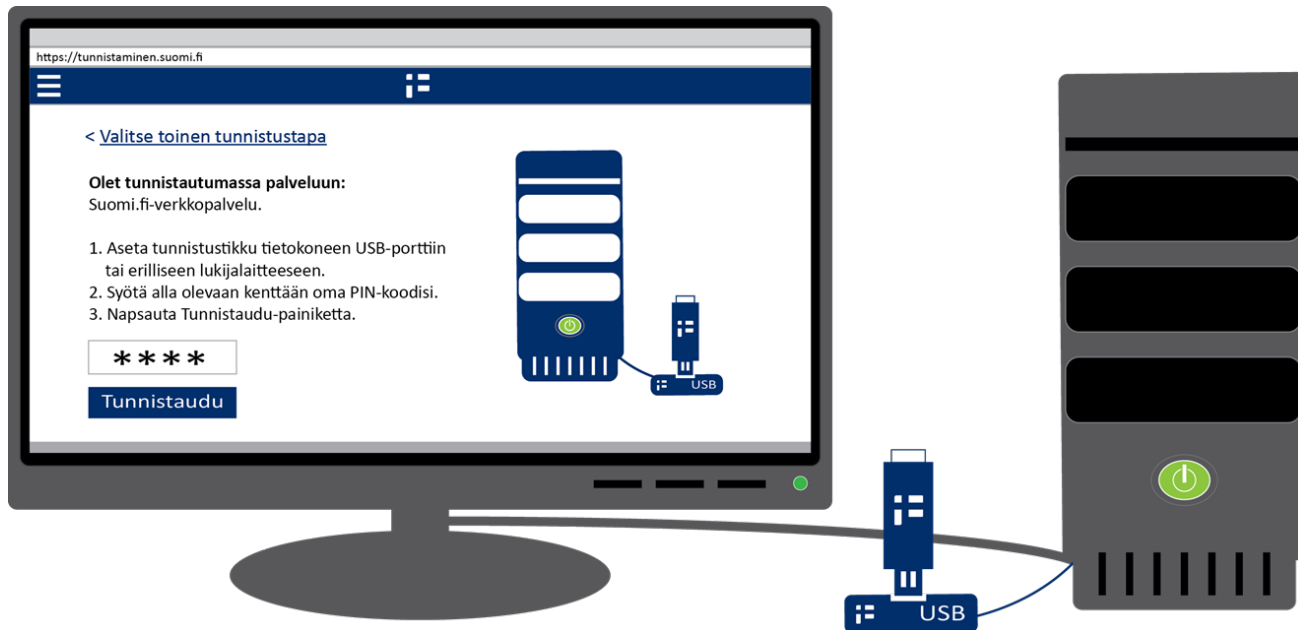 https://tunnistaminen.suomi.fi
< Valitse toinen tunnistustapa
Olet tunnistautumassa palveluun:
Suomi.fi-verkkopalvelu.
1. Aseta tunnistustikku tietokoneen USB-porttiin
tai erilliseen lukijalaitteeseen.
2. Syötä alla olevaan kenttään oma PIN-koodisi.
3. Napsauta Tunnistaudu-painiketta.
****
Tunnistaudu
USB
USB